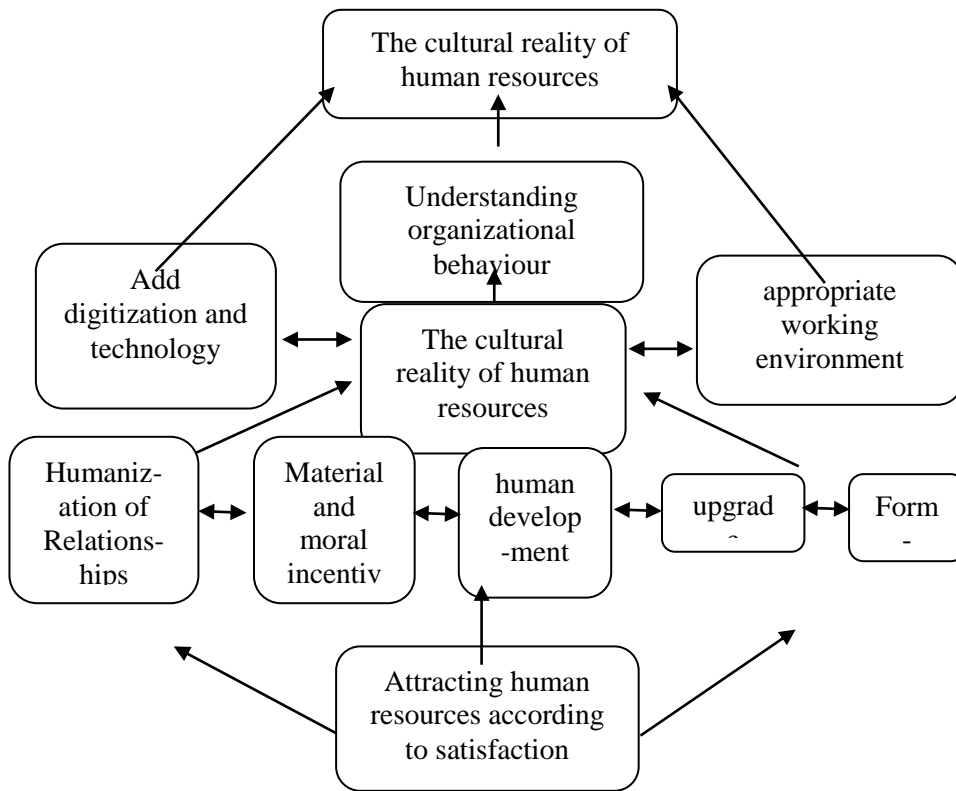 The cultural reality of
human resources
Understanding
organizational
behaviour
Add
digitization and
technology
The cultural
reality of human
resources
appropriate
working
environment
Humaniz-
ation of
Relations-
hips
Material
and
moral
incentiv
human
develop
-ment
upgrad
Form
-
Attracting human
resources according
to satisfaction